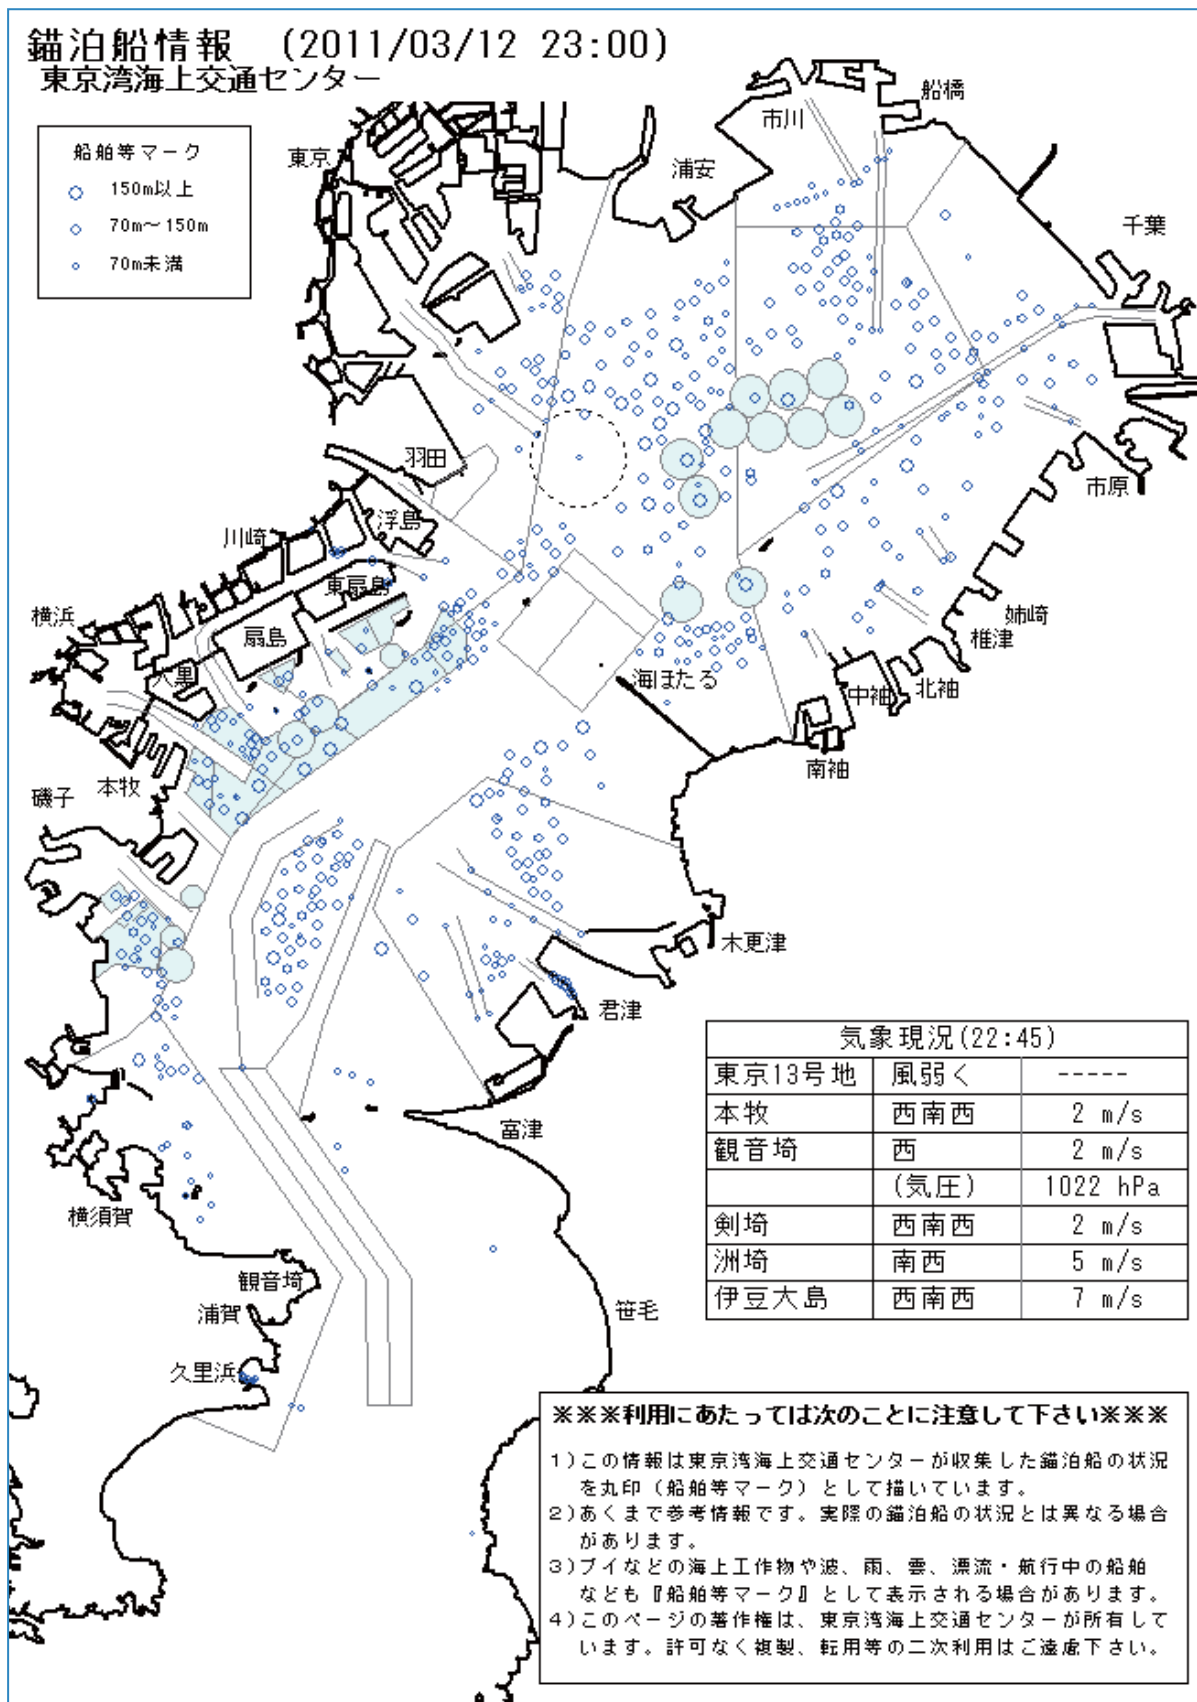 錨泊船情報 (2011/03/12 23:00)
東京湾海上交通センター
船舶等マーク
150m以上
70m〜150m
70m未満
東京
浦安
市川
船橋
千葉
羽田
浮島
川崎
東扇島
横浜
扇島
大黒
本牧
磯子
海ほたる
市原
姉崎
椎津
北袖
中袖
南袖
木更津
君津
富津
横須賀
観音埼
浦賀
久里浜
笹毛
気象現況(22:45)
東京13号地 風弱く -----
本牧 西南西 2 m/s
観音埼 西 2 m/s
(気圧) 1022 hPa
剣埼 西南西 2 m/s
洲埼 南西 5 m/s
伊豆大島 西南西 7 m/s
※※※利用にあたっては次のことに注意して下さい※※※
1)この情報は東京湾海上交通センターが収集した錨泊船の状況
を丸印（船舶等マーク）として描いています。
2)あくまで参考情報です。実際の錨泊船の状況とは異なる場合
があります。
3)ブイなどの海上工作物や波、雨、雲、漂流・航行中の船舶
なども『船舶等マーク』として表示される場合があります。
4)このページの著作権は、東京湾海上交通センターが所有して
います。許可なく複製、転用等の二次利用はご遠慮下さい。